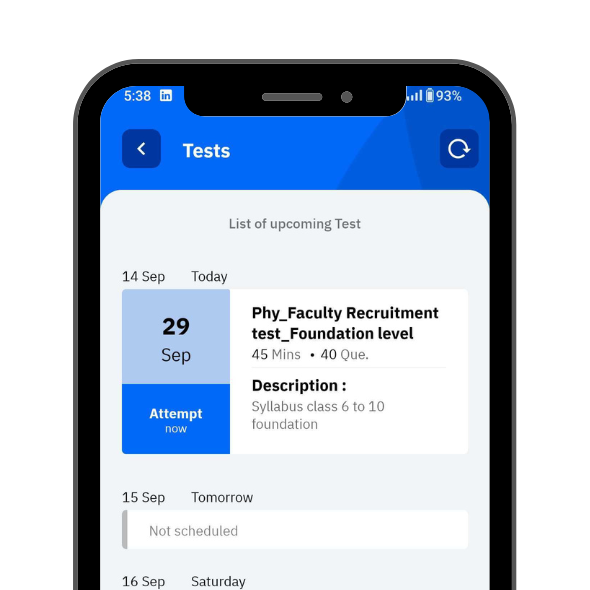 5:38 in 93%
Tests
List of upcoming Test
14 Sep Today
29
Sep
Attempt
now
Phy_Faculty Recruitment
test_Foundation level
45 Mins • 40 Que.
Description :
Syllabus class 6 to 10
foundation
15 Sep Tomorrow
Not scheduled
16 Sep Saturday